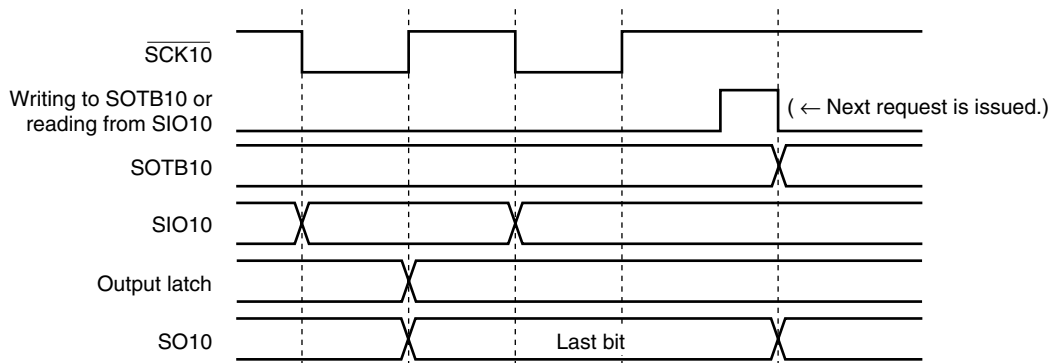 SCK10
Writing to SOTB10 or
reading from SIO10
( ← Next request is issued.)
SOTB10
SIO10
Output latch
SO10
Last bit